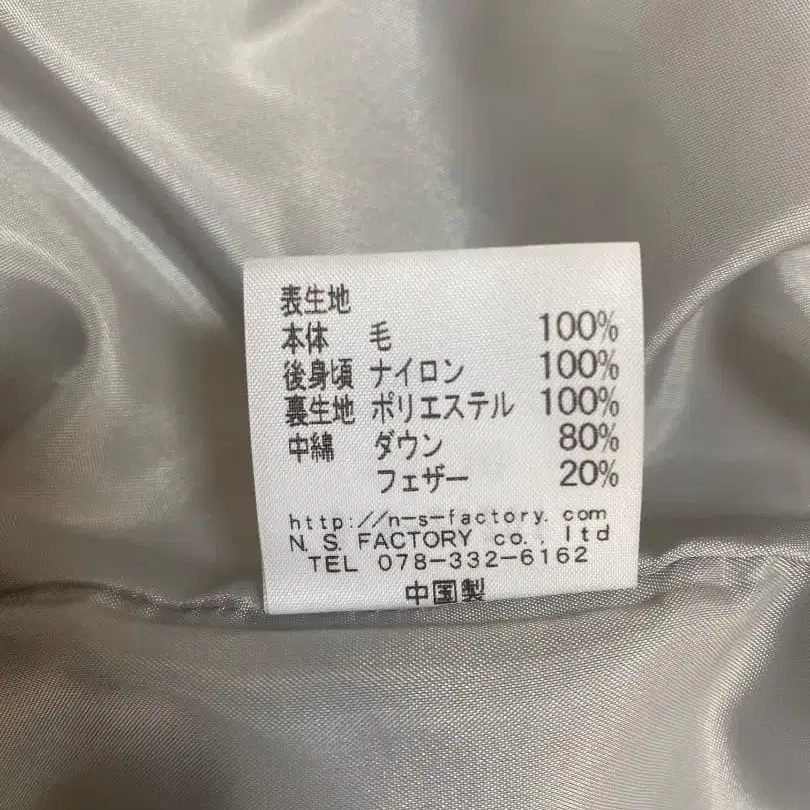 表生地
本体 毛 100%
後身頃 ナイロン 100%
裏生地 ポリエステル 100%
中綿 ダウン 80%
フェザー 20%
http://n-s-factory.com
N.S.FACTORY co.,ltd
TEL 078-332-6162
中国製